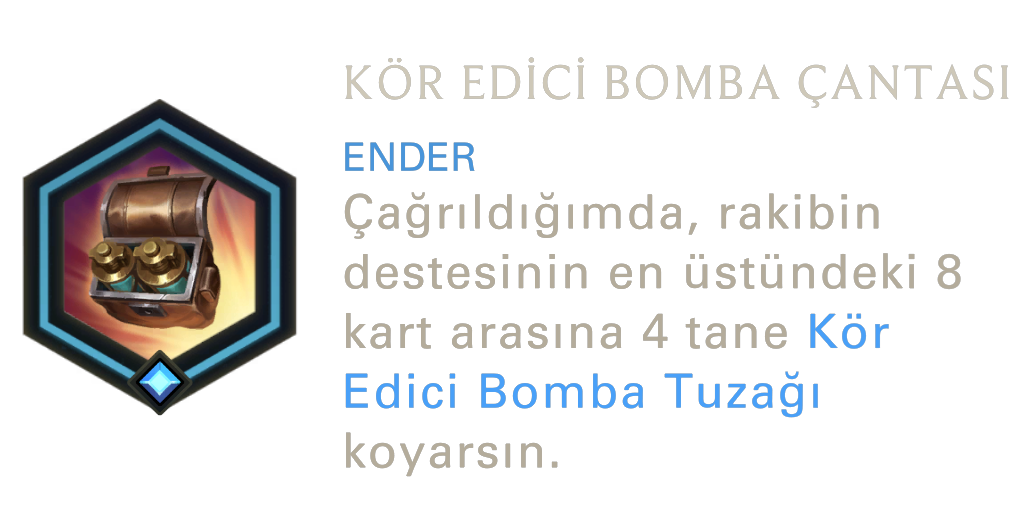 KÖR EDİCİ BOMBA ÇANTASI
ENDER
Çağrıldığımda, rakibin
destesinin en üstündeki 8
kart arasına 4 tane Kör
Edici Bomba Tuzağı
koyarsın.